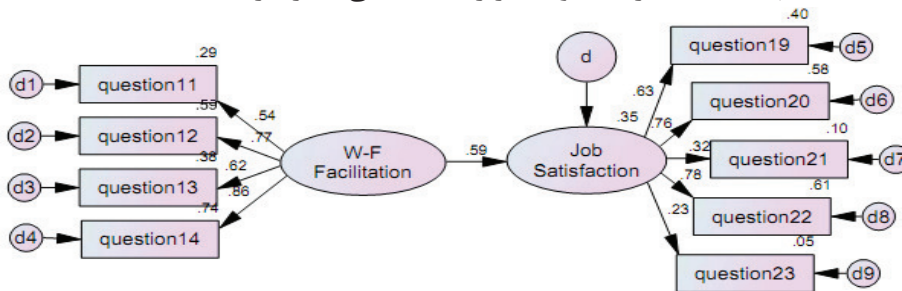 .29
d1
question11
.54
.59
d2
question12
.77
.38
d3
question13
.62
.86
.74
d4
question14
W-F
Facilitation
.59
d
.35
Job
Satisfaction
.40
.63
question19
d5
.58
.76
question20
d6
.10
.32
question21
d7
.61
.78
question22
d8
.05
.23
question23
d9